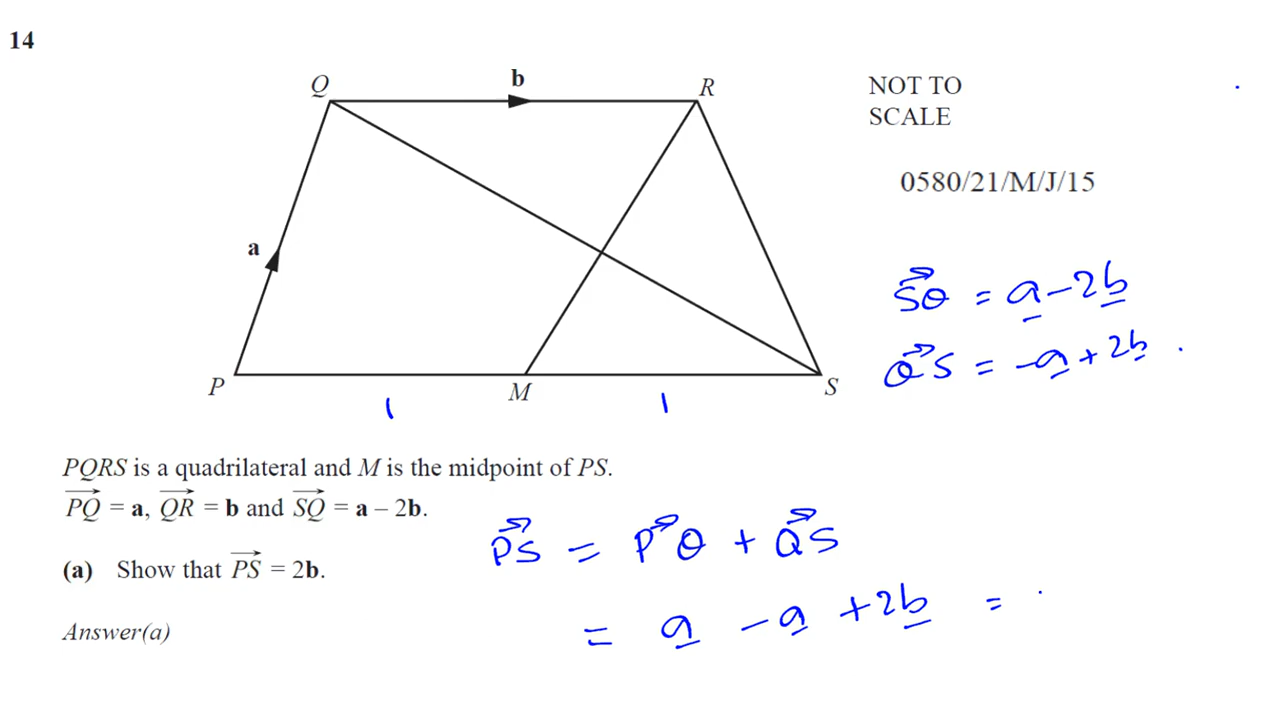 14
Q b R
NOT TO
SCALE
0580/21/M/J/15
a
SQ⃗ = a - 2b
QS⃗ = -a + 2b
P M S
1 1
PQRS is a quadrilateral and M is the midpoint of PS.
PQ⃗ = a, QR⃗ = b and SQ⃗ = a – 2b.
PS⃗ = PQ⃗ + QS⃗
(a) Show that PS⃗ = 2b.
= a - a + 2b =
Answer(a)